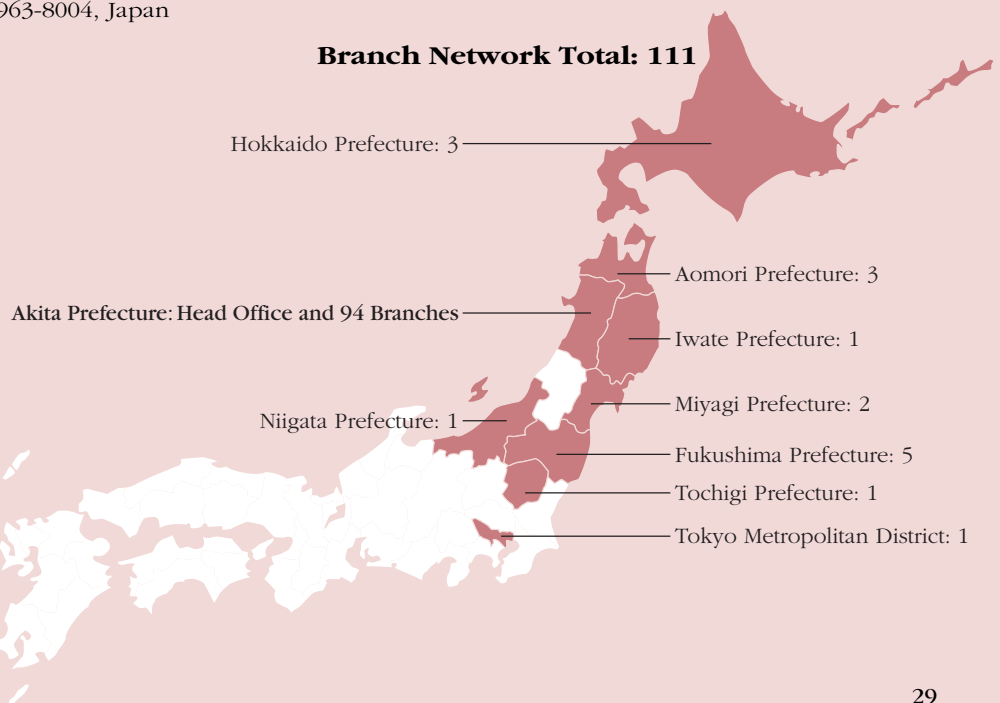 963-8004, Japan
Branch Network Total: 111
Hokkaido Prefecture: 3
Aomori Prefecture: 3
Akita Prefecture: Head Office and 94 Branches
Iwate Prefecture: 1
Miyagi Prefecture: 2
Niigata Prefecture: 1
Fukushima Prefecture: 5
Tochigi Prefecture: 1
Tokyo Metropolitan District: 1
29